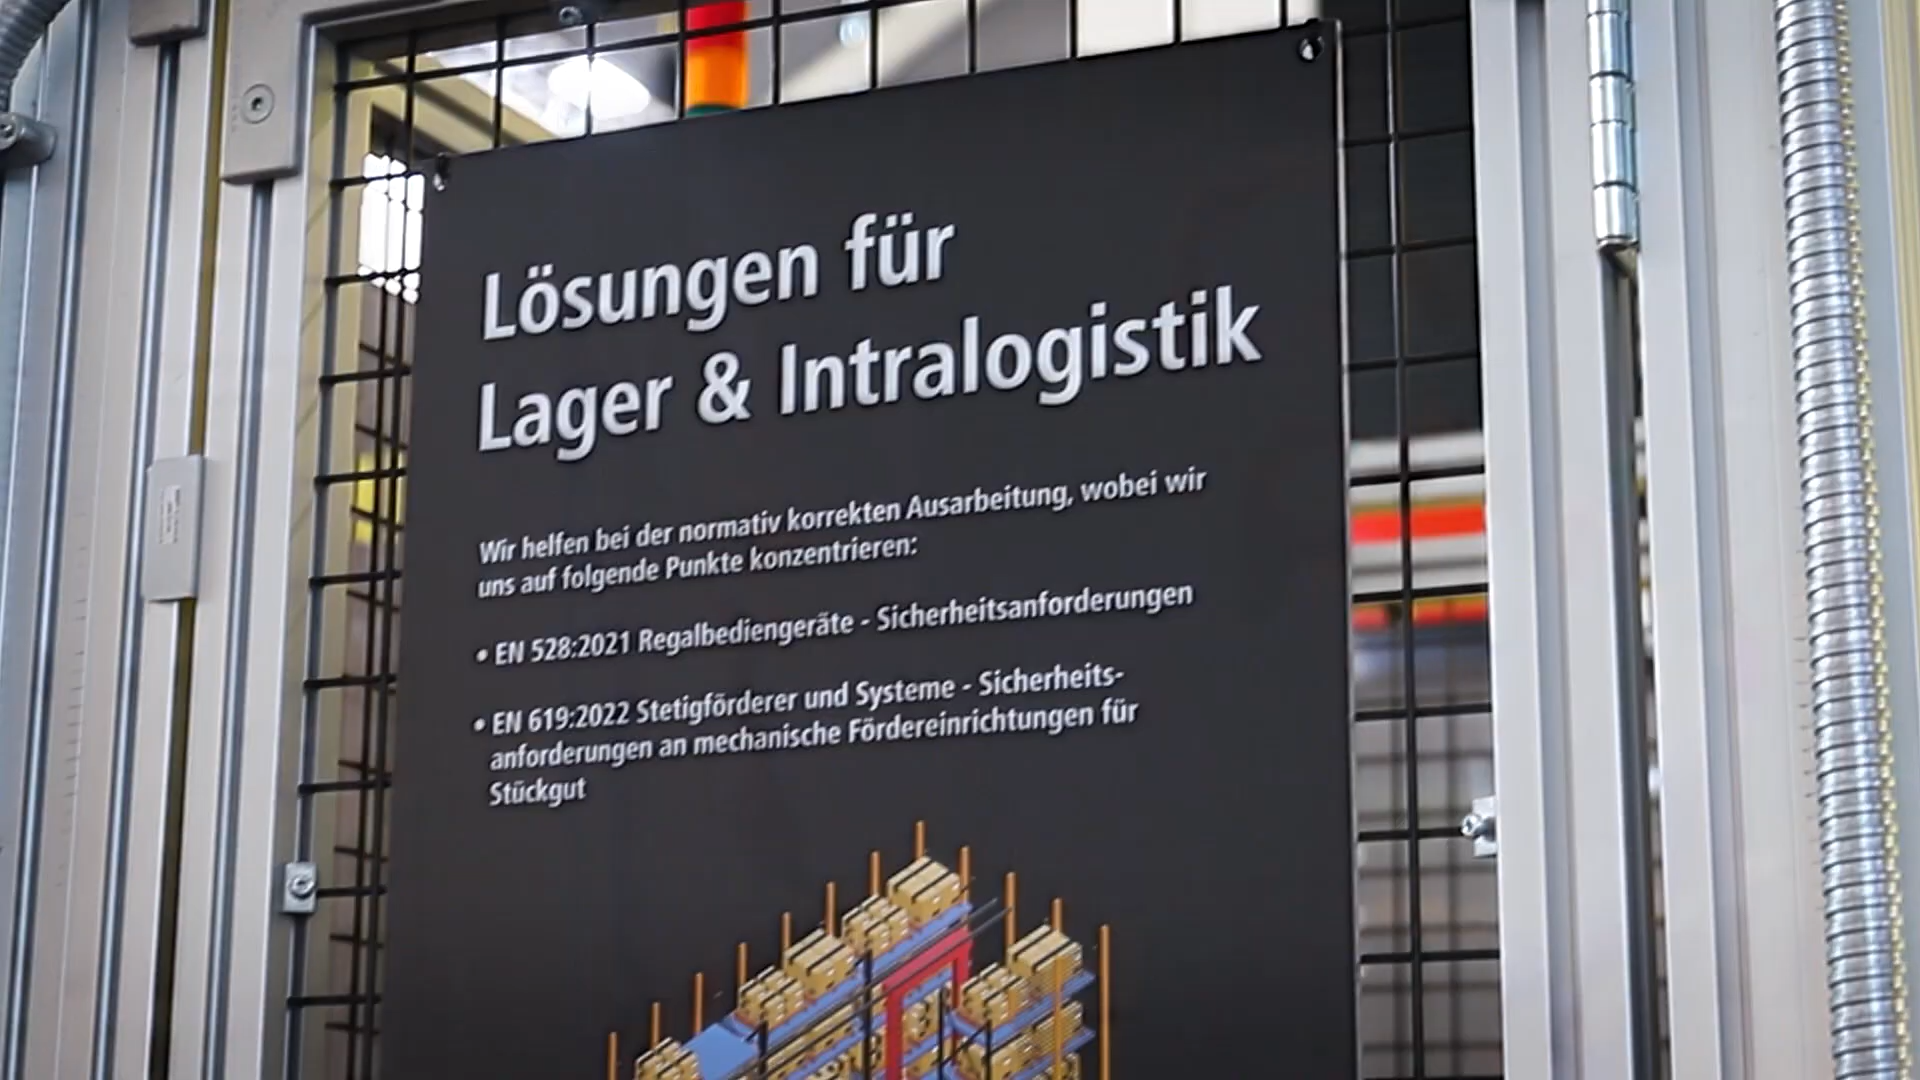 Lösungen für
Lager & Intralogistik
Wir helfen bei der normativ korrekten Ausarbeitung, wobei wir
uns auf folgende Punkte konzentrieren:
• EN 528:2021 Regalbediengeräte - Sicherheitsanforderungen
• EN 619:2022 Stetigförderer und Systeme - Sicherheits-
anforderungen an mechanische Fördereinrichtungen für
Stückgut